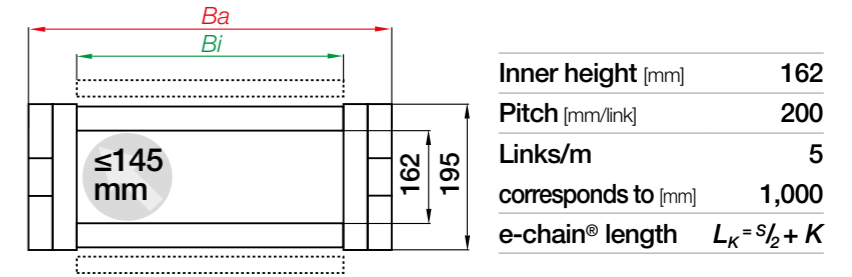 Ba
Bi
≤145
mm
162
195
Inner height [mm] 162
Pitch [mm/link] 200
Links/m 5
corresponds to [mm] 1,000
e-chain® length L_K = S/2 + K